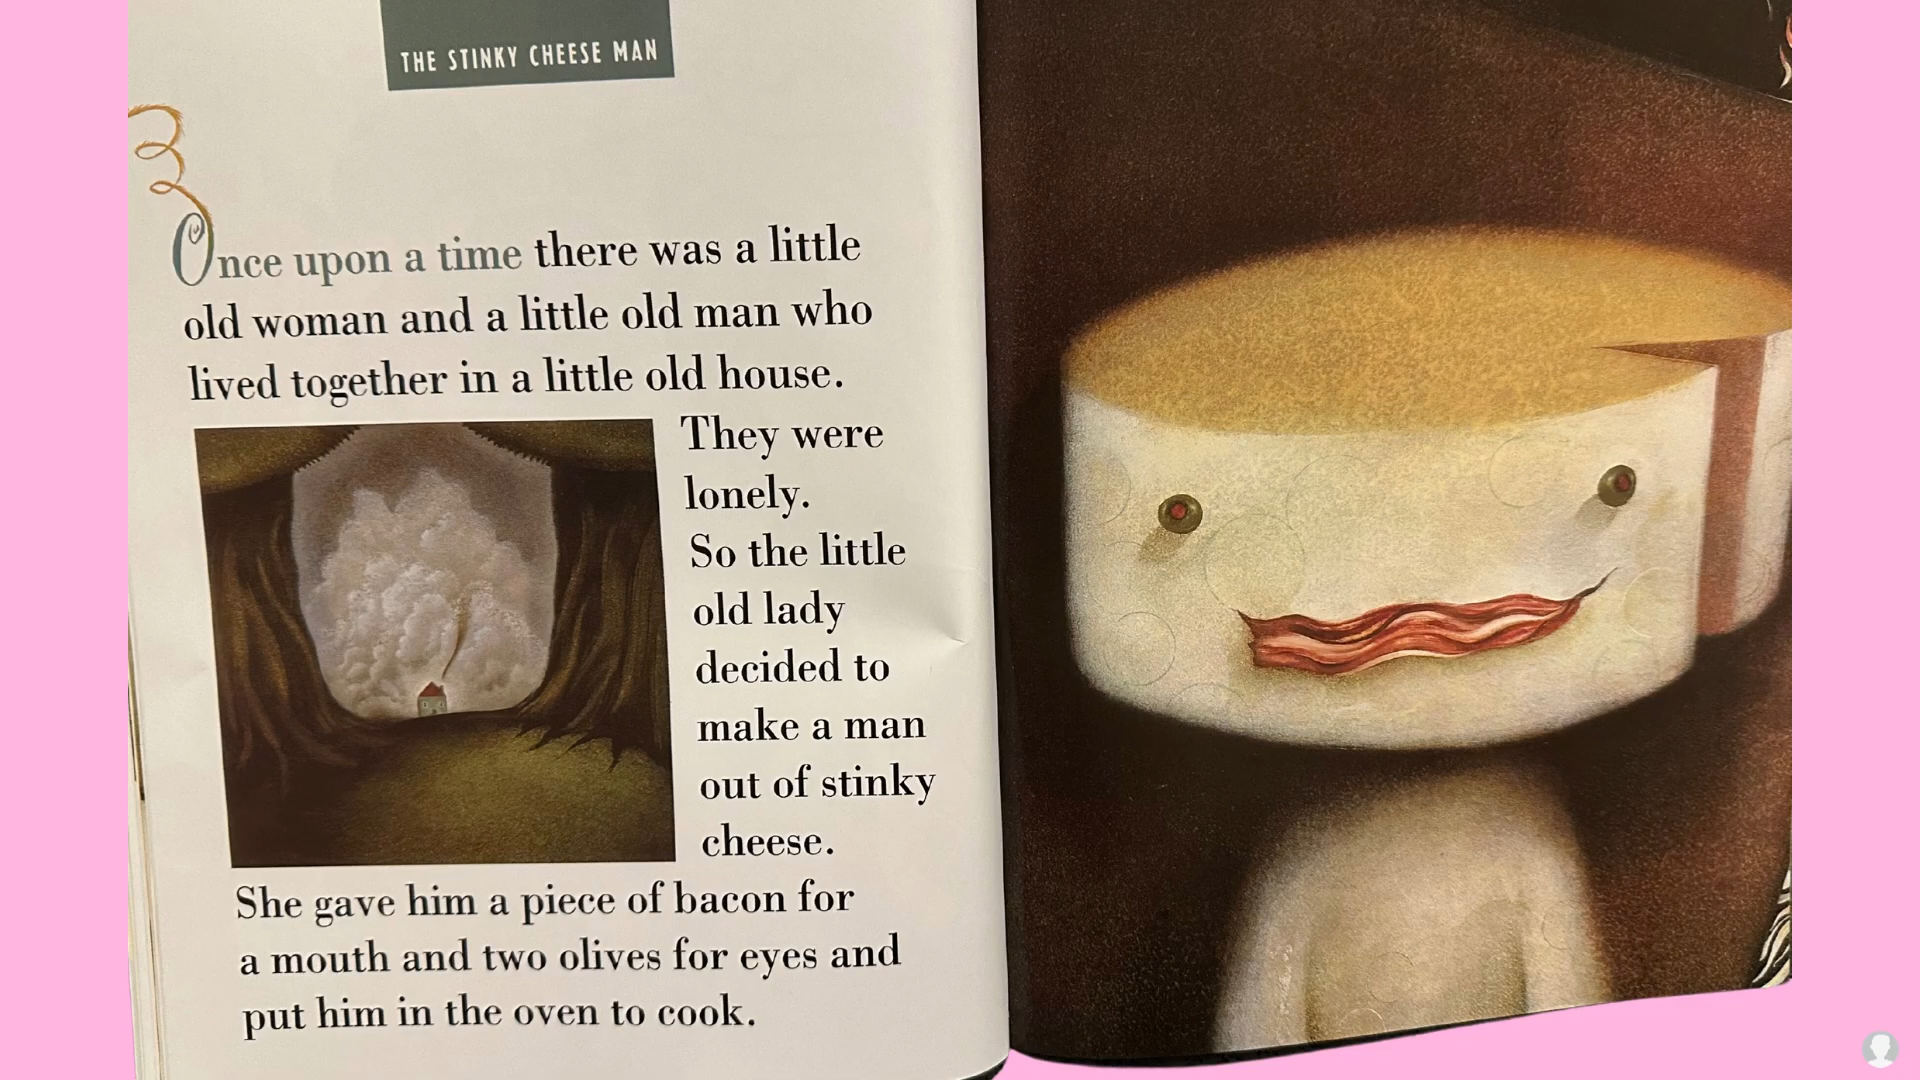 THE STINKY CHEESE MAN
Once upon a time there was a little
old woman and a little old man who
lived together in a little old house.
They were
lonely.
So the little
old lady
decided to
make a man
out of stinky
cheese.
She gave him a piece of bacon for
a mouth and two olives for eyes and
put him in the oven to cook.